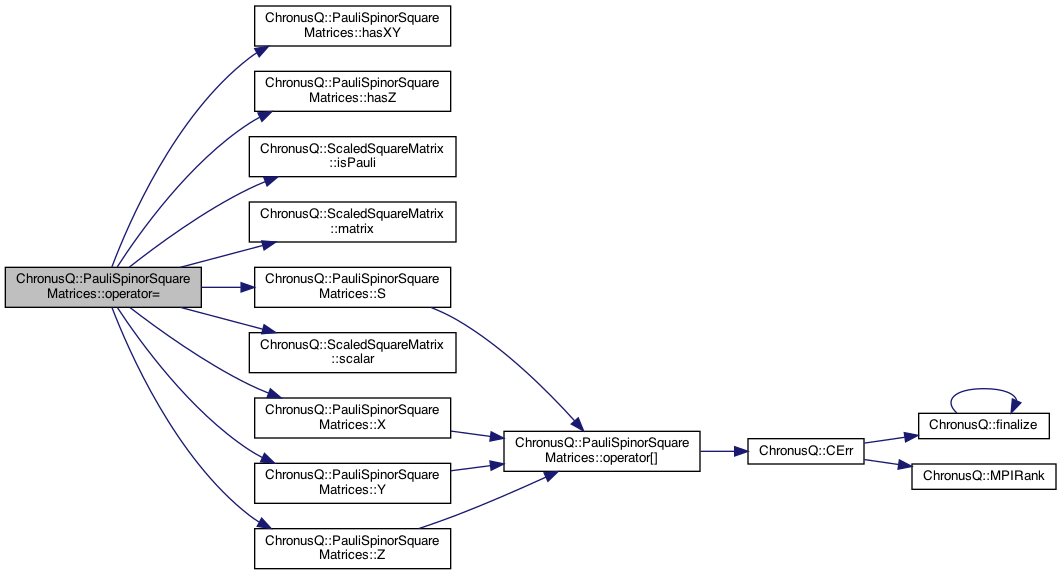 ChronusQ::PauliSpinorSquare
Matrices::hasXY
ChronusQ::PauliSpinorSquare
Matrices::hasZ
ChronusQ::ScaledSquareMatrix
::isPauli
ChronusQ::ScaledSquareMatrix
::matrix
ChronusQ::PauliSpinorSquare
Matrices::operator=
ChronusQ::PauliSpinorSquare
Matrices::S
ChronusQ::ScaledSquareMatrix
::scalar
ChronusQ::PauliSpinorSquare
Matrices::X
ChronusQ::PauliSpinorSquare
Matrices::Y
ChronusQ::PauliSpinorSquare
Matrices::Z
ChronusQ::PauliSpinorSquare
Matrices::operator[]
ChronusQ::CErr
ChronusQ::finalize
ChronusQ::MPIRank